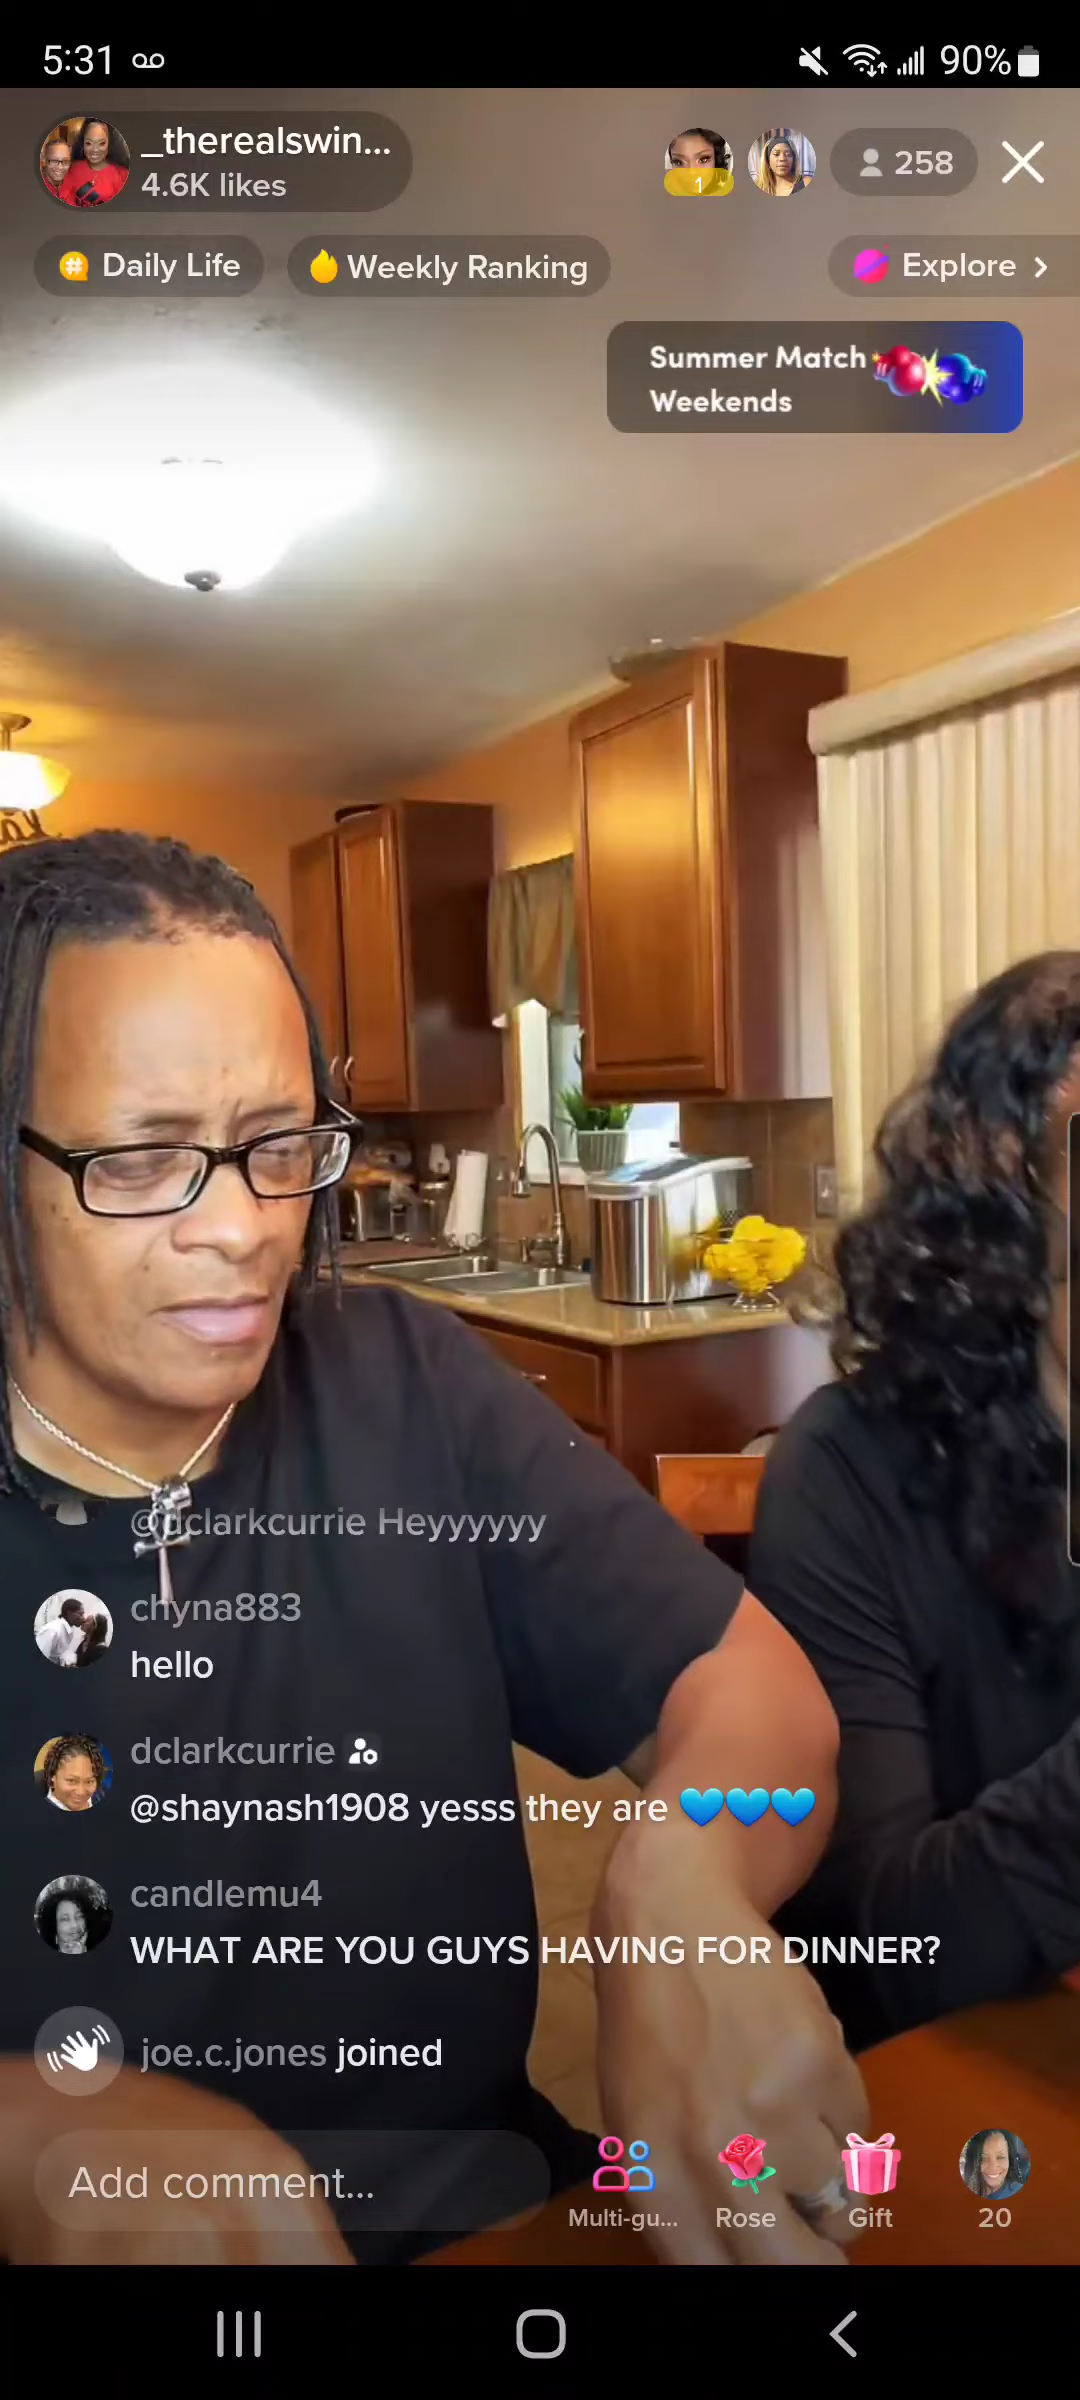 5:31
90%
_therealswin...
4.6K likes
1
258
Daily Life
Weekly Ranking
Explore >
Summer Match
Weekends
@dclarkcurrie Heyyyyyy
chyna883
hello
dclarkcurrie
@shaynash1908 yesss they are 💙💙💙
candlemu4
WHAT ARE YOU GUYS HAVING FOR DINNER?
joe.c.jones joined
Add comment...
Multi-gu...
Rose
Gift
20